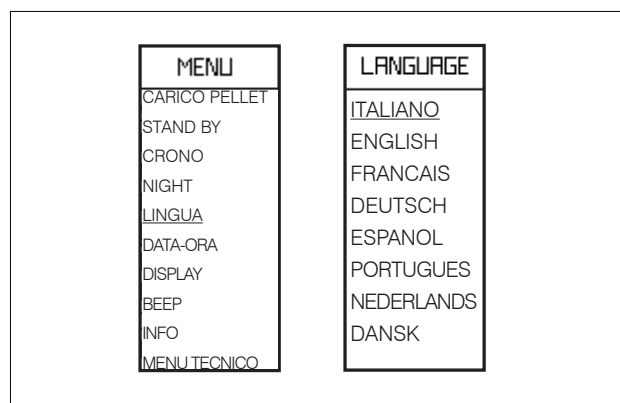 MENU
CARICO PELLET
STAND BY
CRONO
NIGHT
LINGUA
DATA-ORA
DISPLAY
BEEP
INFO
MENU TECNICO
LANGUAGE
ITALIANO
ENGLISH
FRANCAIS
DEUTSCH
ESPANOL
PORTUGUES
NEDERLANDS
DANSK